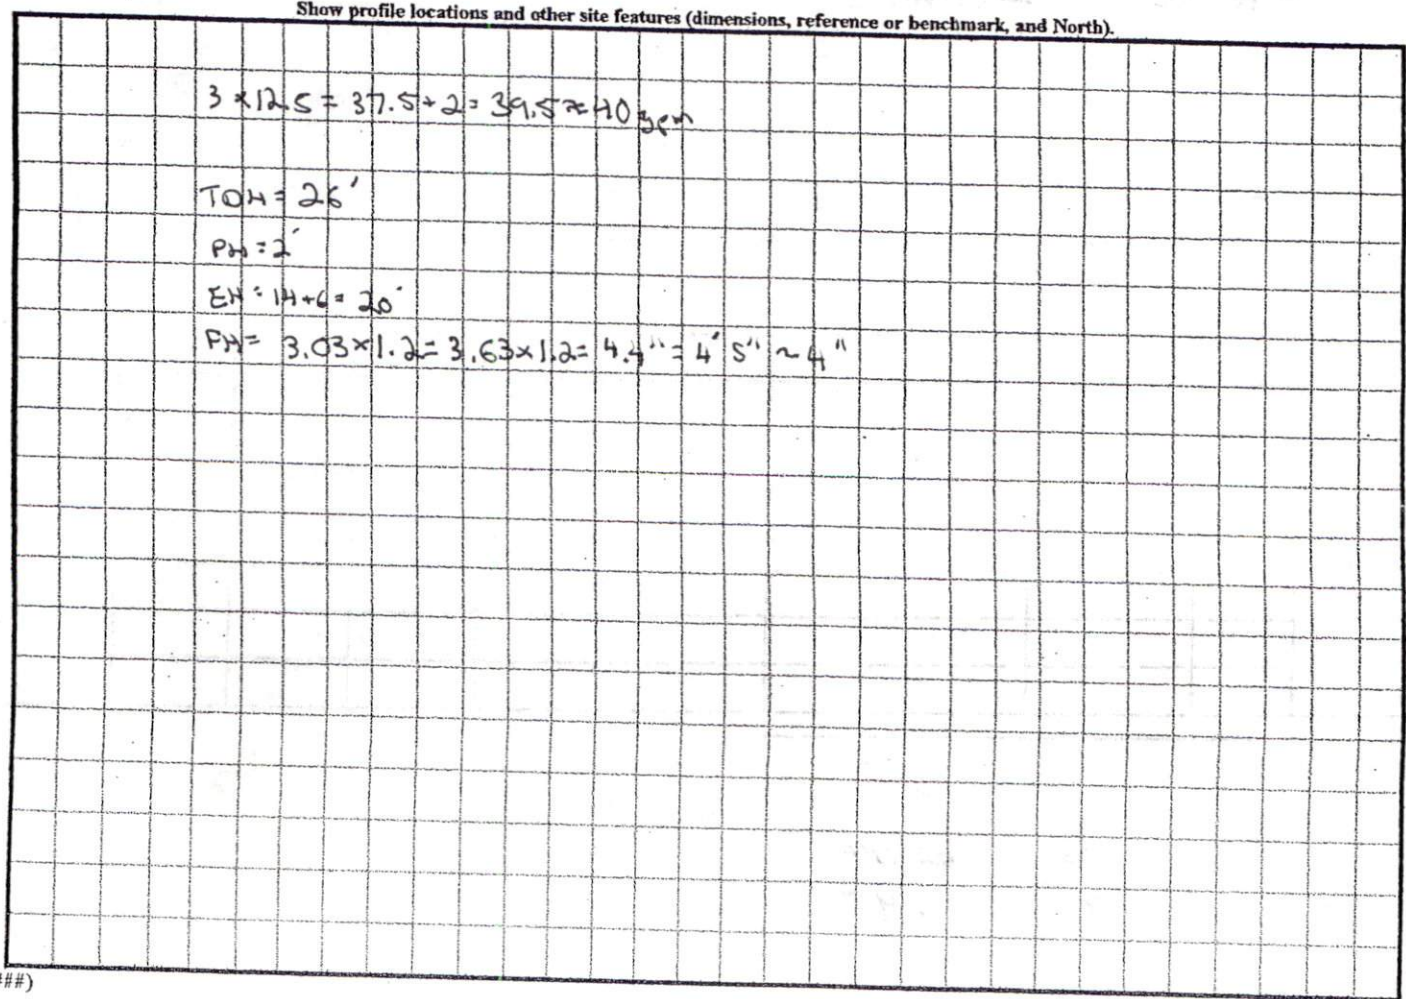 Show profile locations and other site features (dimensions, reference or benchmark, and North).
3 × 12.5 = 37.5 + 2 = 39.5 ≈ 40 gpm
TDH = 26'
PH = 2'
EH = 14 + 6 = 20'
FH = 3.03 × 1.2 = 3.63 × 1.2 = 4.4" = 4' 5" ~ 4"
##)